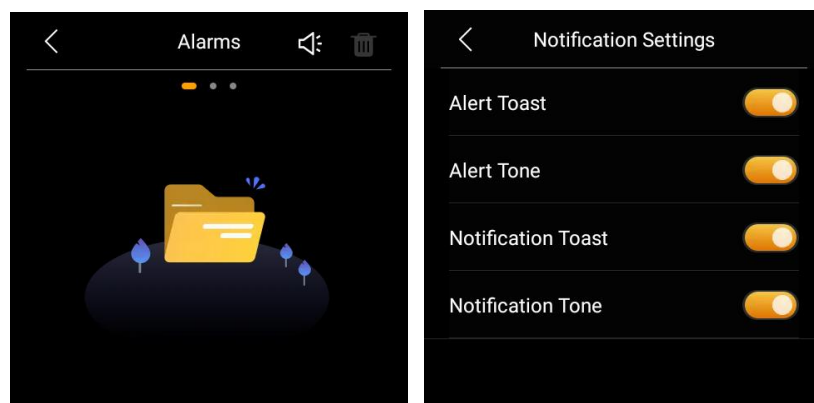 Alarms
Notification Settings
Alert Toast
Alert Tone
Notification Toast
Notification Tone